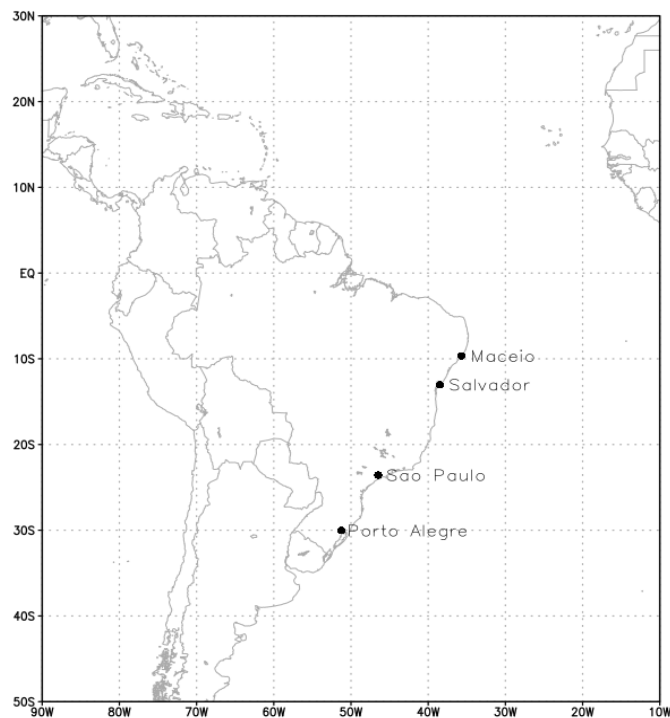 30N
20N
10N
EQ
Maceio
10S
Salvador
20S
Sao Paulo
30S
Porto Alegre
40S
50S
90W 80W 70W 60W 50W 40W 30W 20W 10W